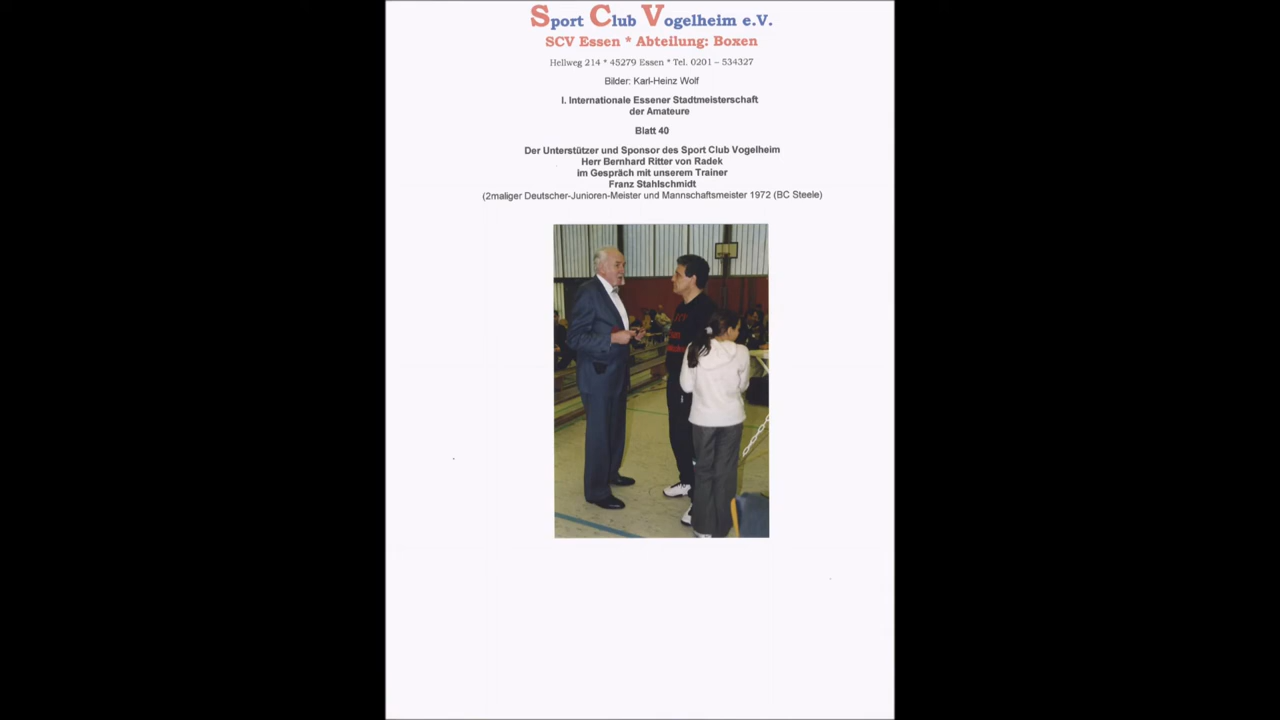 Sport Club Vogelheim e.V.
SCV Essen * Abteilung: Boxen
Hellweg 214 * 45279 Essen * Tel. 0201 – 534327
Bilder: Karl-Heinz Wolf
I. Internationale Essener Stadtmeisterschaft
der Amateure
Blatt 40
Der Unterstützer und Sponsor des Sport Club Vogelheim
Herr Bernhard Ritter von Radek
im Gespräch mit unserem Trainer
Franz Stahlschmidt
(2maliger Deutscher-Junioren-Meister und Mannschaftsmeister 1972 (BC Steele)